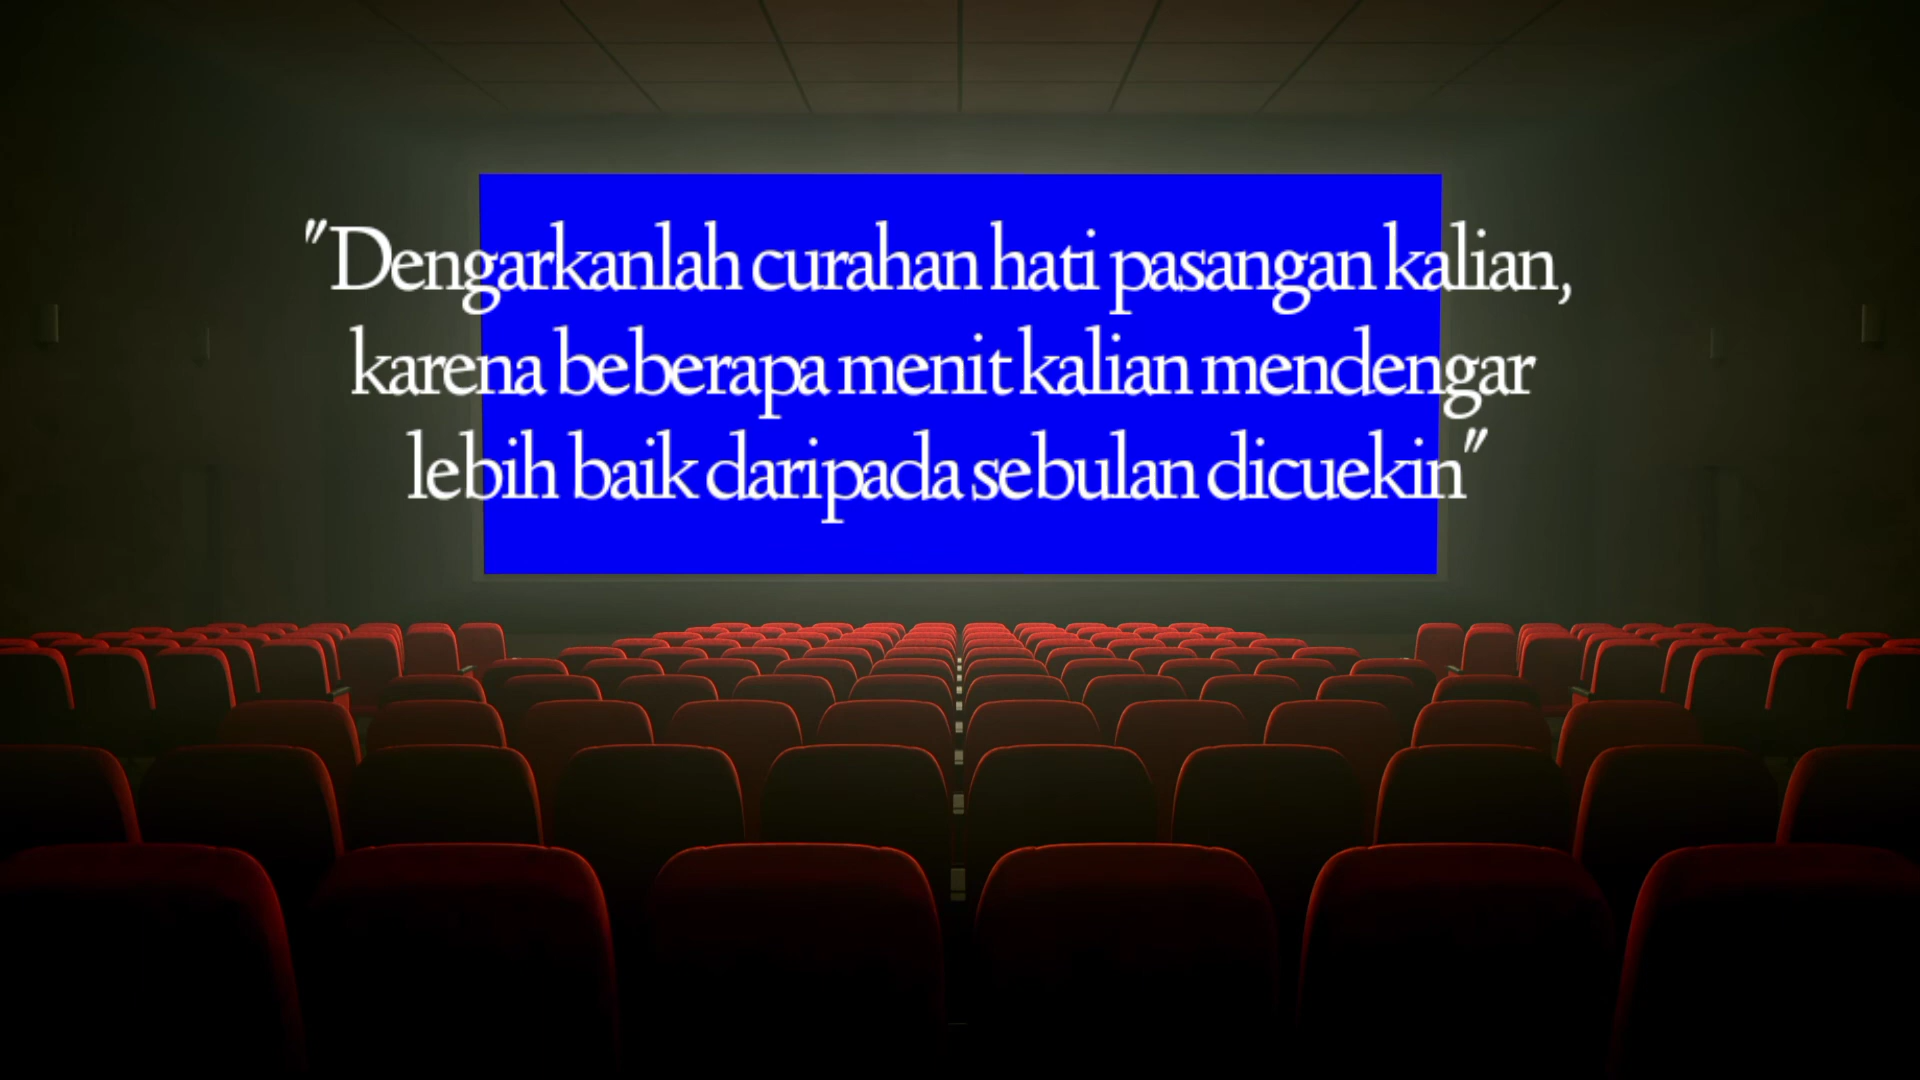 "Dengarkanlah curahan hati pasangan kalian,
karena beberapa menit kalian mendengar
lebih baik daripada sebulan dicuekin"